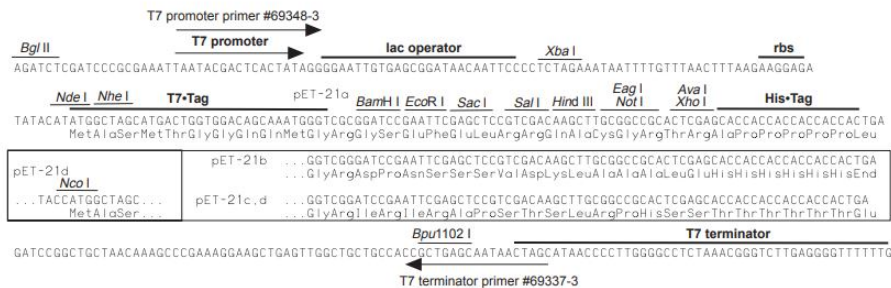 T7 promoter primer #69348-3
Bgl II T7 promoter lac operator Xba I rbs
AGATCTCGATCCCGCGAAATTAATACGACTCACTATAGGGGAATTGTGAGCGGATAACAATTCCCCTCTAGAAATAATTTTGTTTAACTTTAAGAAGGAGA
Nde I Nhe I T7•Tag pET-21a BamH I EcoR I Sac I Sal I Hind III Eag I Not I Ava I Xho I His•Tag
TATACATATGGCTAGCATGACTGGTGGACAGCAAATGGGTCGCGGATCCGAATTCGAGCTCCGTCGACAAGCTTGCGGCCGCACTCGAGCACCACCACCACCACCACTGA
MetAlaSerMetThrGlyGlyGlnGlnMetGlyArgGlySerGluPheGluLeuArgArgGlnAlaCysGlyArgThrArgAlaProProProProProProLeu
pET-21d
Nco I
...TACCATGGCTAGC...
MetAlaSer...
pET-21b ...GGTCGGGATCCGAATTCGAGCTCCGTCGACAAGCTTGCGGCCGCACTCGAGCACCACCACCACCACCACTGA
GlyArgAspProAsnSerSerSerValAspLysLeuAlaAlaAlaLeuGluHisHisHisHisHisHisEnd
pET-21c,d ...GGTCGGATCCGAATTCGAGCTCCGTCGACAAGCTTGCGGCCGCACTCGAGCACCACCACCACCACCACTGA
GlyArgIleArgIleArgAlaProSerThrSerLeuArgProHisSerSerThrThrThrThrThrThrGlu
Bpu1102 I T7 terminator
GATCCGGCTGCTAACAAAGCCCGAAAGGAAGCTGAGTTGGCTGCTGCCACCGCTGAGCAATAACTAGCATAACCCCTTGGGGCCTCTAAACGGGTCTTGAGGGGTTTTTTG
T7 terminator primer #69337-3